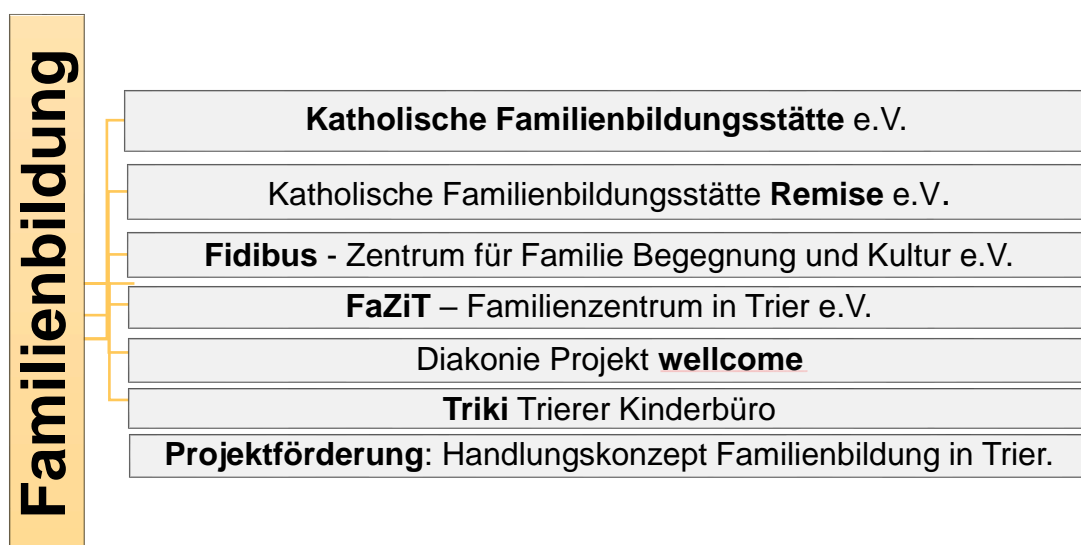 Familienbildung
Katholische Familienbildungsstätte e.V.
Katholische Familienbildungsstätte Remise e.V.
Fidibus - Zentrum für Familie Begegnung und Kultur e.V.
FaZiT – Familienzentrum in Trier e.V.
Diakonie Projekt wellcome
Triki Trierer Kinderbüro
Projektförderung: Handlungskonzept Familienbildung in Trier.